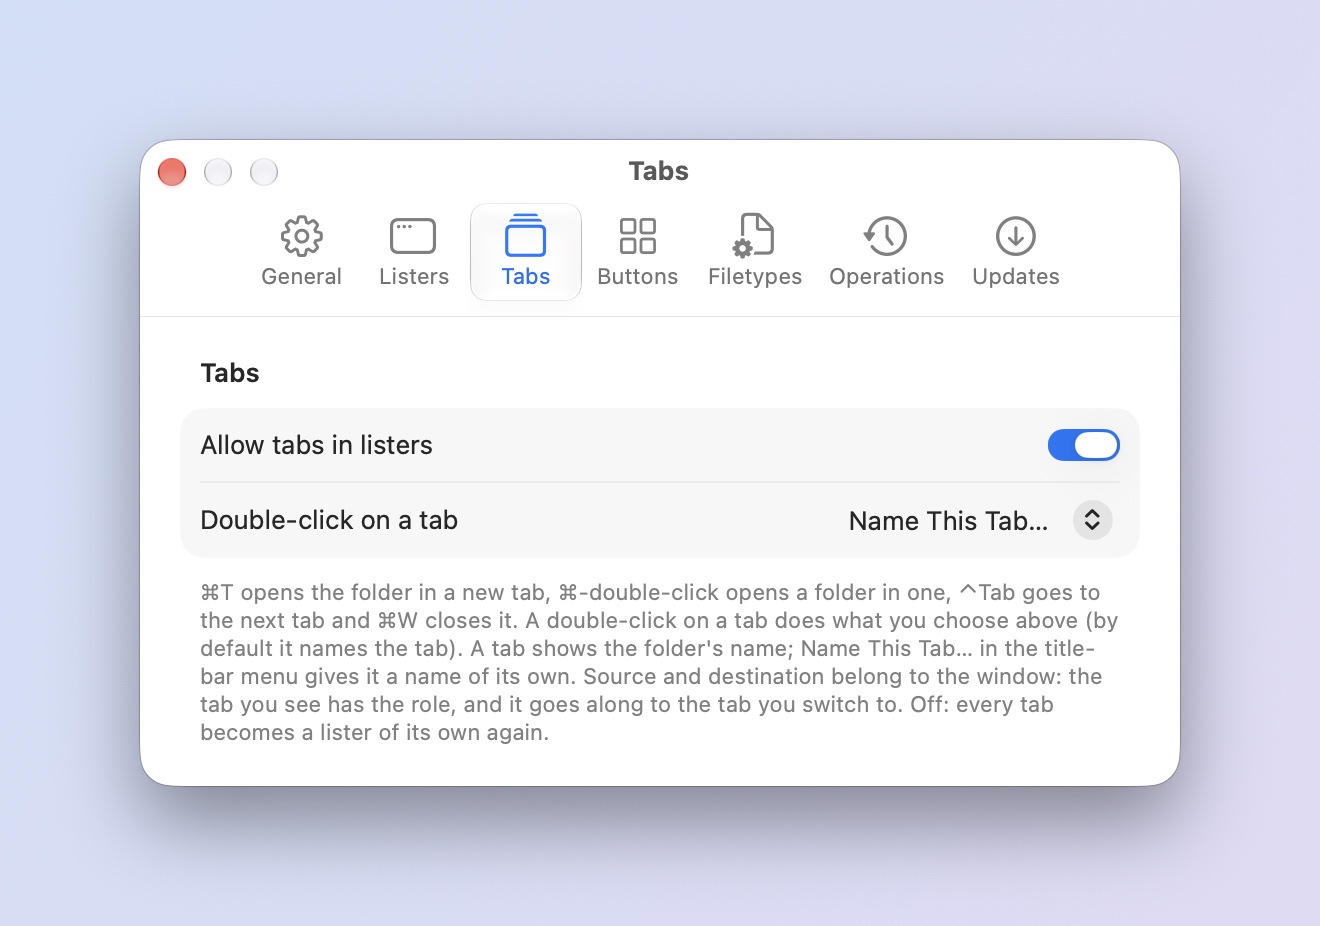 Tabs
General
Listers
Tabs
Buttons
Filetypes
Operations
Updates
Tabs
Allow tabs in listers
Double-click on a tab
Name This Tab...
⌘T opens the folder in a new tab, ⌘-double-click opens a folder in one, ^Tab goes to
the next tab and ⌘W closes it. A double-click on a tab does what you choose above (by
default it names the tab). A tab shows the folder's name; Name This Tab... in the title-
bar menu gives it a name of its own. Source and destination belong to the window: the
tab you see has the role, and it goes along to the tab you switch to. Off: every tab
becomes a lister of its own again.